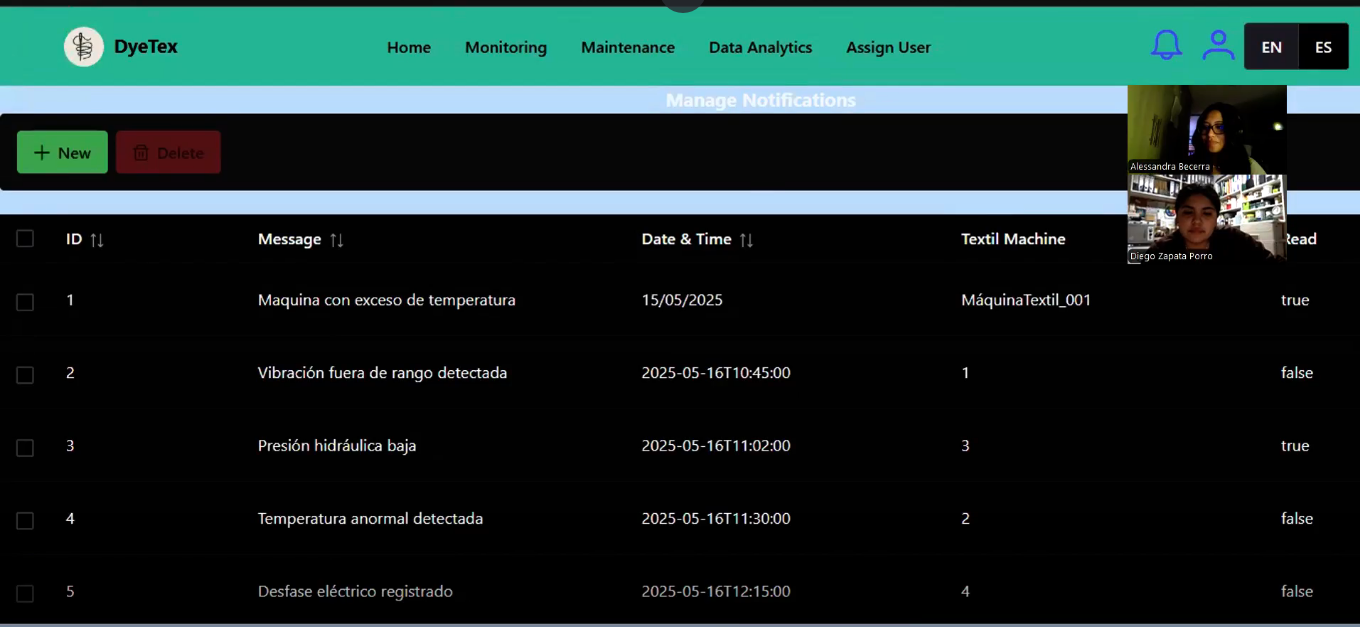 DyeTex Home Monitoring Maintenance Data Analytics Assign User EN ES
Manage Notifications
New Delete
Alessandra Becerra
Diego Zapata Porro
ID Message Date & Time Textil Machine Read
1 Maquina con exceso de temperatura 15/05/2025 MáquinaTextil_001 true
2 Vibración fuera de rango detectada 2025-05-16T10:45:00 1 false
3 Presión hidráulica baja 2025-05-16T11:02:00 3 true
4 Temperatura anormal detectada 2025-05-16T11:30:00 2 false
5 Desfase eléctrico registrado 2025-05-16T12:15:00 4 false